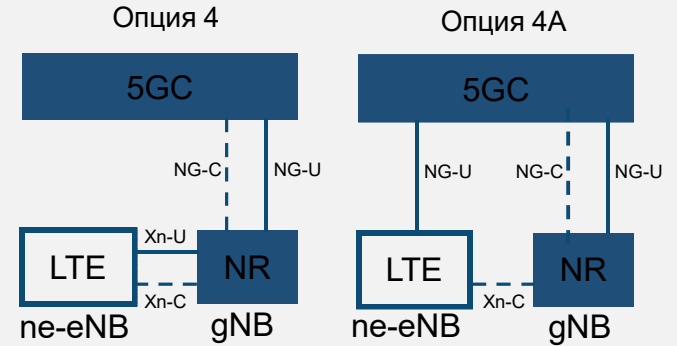 Опция 4
5GC
NG-C
NG-U
Xn-U
LTE
NR
Xn-C
ne-eNB
gNB
Опция 4A
5GC
NG-U
NG-C
NG-U
LTE
NR
Xn-C
ne-eNB
gNB